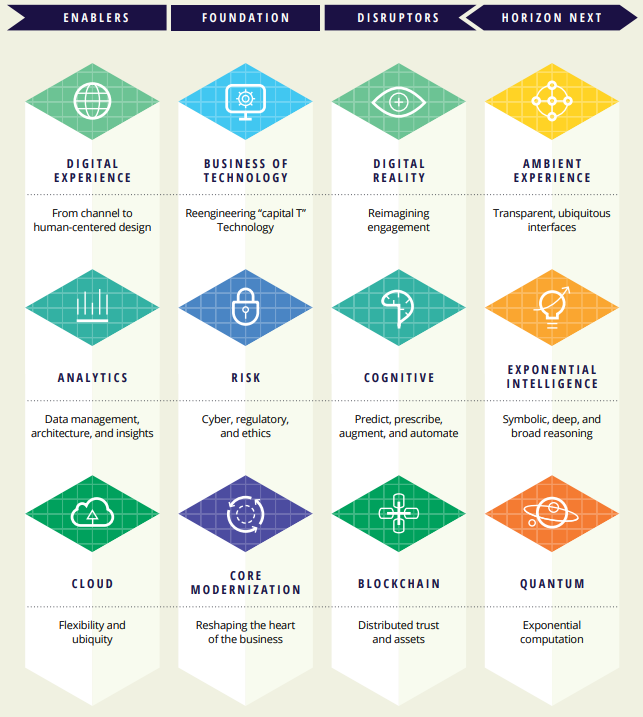 ENABLERS
FOUNDATION
DISRUPTORS
HORIZON NEXT
DIGITAL
EXPERIENCE
From channel to
human-centered design
BUSINESS OF
TECHNOLOGY
Reengineering “capital T”
Technology
DIGITAL
REALITY
Reimagining
engagement
AMBIENT
EXPERIENCE
Transparent, ubiquitous
interfaces
ANALYTICS
Data management,
architecture, and insights
RISK
Cyber, regulatory,
and ethics
COGNITIVE
Predict, prescribe,
augment, and automate
EXPONENTIAL
INTELLIGENCE
Symbolic, deep, and
broad reasoning
CLOUD
Flexibility and
ubiquity
CORE
MODERNIZATION
Reshaping the heart
of the business
BLOCKCHAIN
Distributed trust
and assets
QUANTUM
Exponential
computation